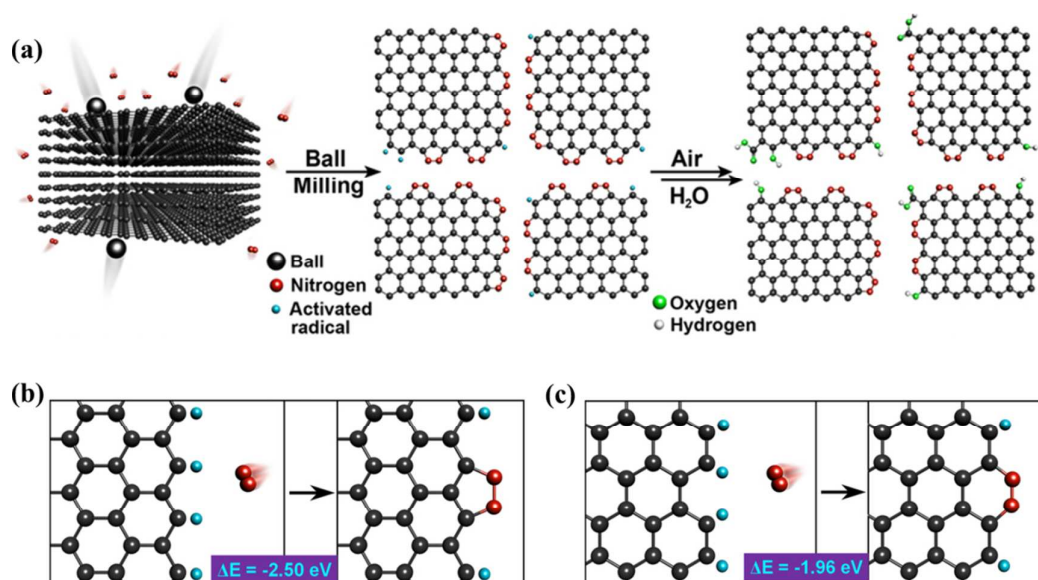 (a)
Ball
Milling
Air
H₂O
Ball
Nitrogen
Activated
radical
Oxygen
Hydrogen
(b)
ΔE = -2.50 eV
(c)
ΔE = -1.96 eV